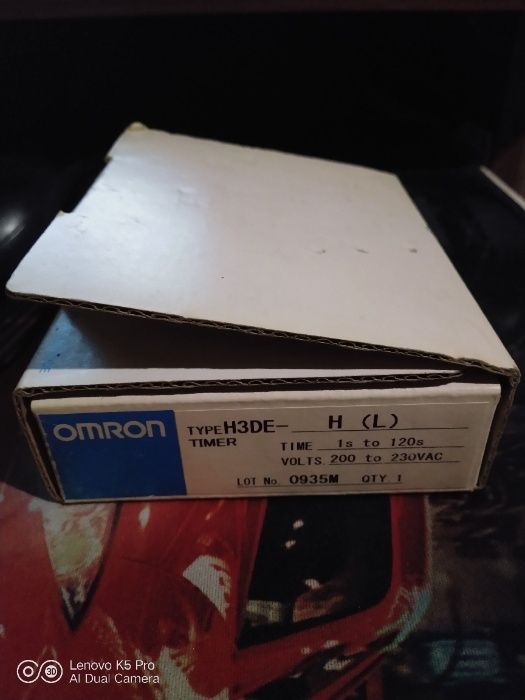 OMRON
TYPE H3DE- H (L)
TIMER
TIME 1s to 120s
VOLTS 200 to 230VAC
LOT No. 0935M QTY. 1
Lenovo K5 Pro
AI Dual Camera